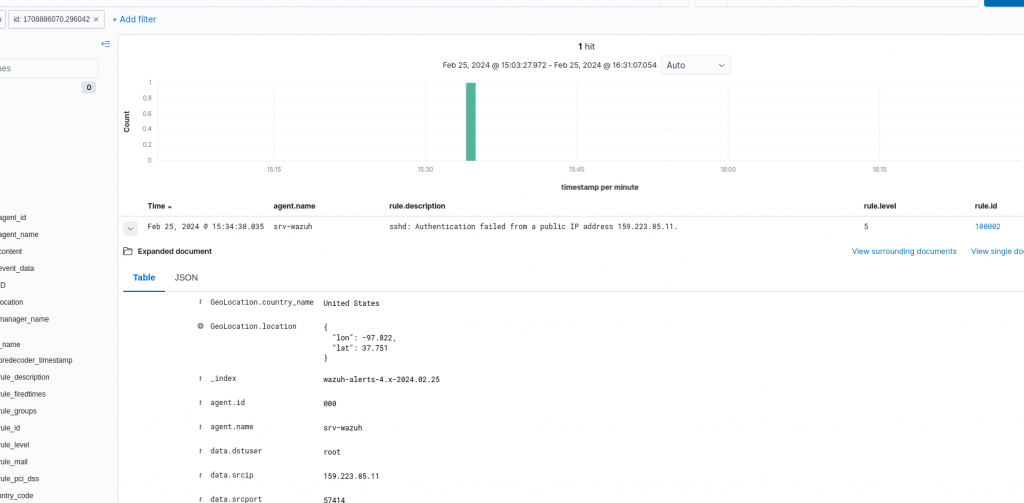 id: 1708886070.296042 ×
+ Add filter
1 hit
Feb 25, 2024 @ 15:03:27.972 - Feb 25, 2024 @ 16:31:07.054 Auto
0
Count
1
0.8
0.6
0.4
0.2
0
15:15 15:30 15:45 16:00 16:15
timestamp per minute
Time agent.name rule.description rule.level rule.id
Feb 25, 2024 @ 15:34:30.035 srv-wazuh sshd: Authentication failed from a public IP address 159.223.85.11. 5 100002
Expanded document View surrounding documents View single doc
Table JSON
agent_id
agent_name
content
event_data
ID
location
manager_name
_name
predecoder_timestamp
rule_description
rule_firedtimes
rule_groups
rule_id
rule_level
rule_mail
rule_pci_dss
untry_code
t GeoLocation.country_name United States
GeoLocation.location {
"lon": -97.822,
"lat": 37.751
}
t _index wazuh-alerts-4.x-2024.02.25
t agent.id 000
t agent.name srv-wazuh
t data.dstuser root
t data.srcip 159.223.85.11
t data.srcport 57414